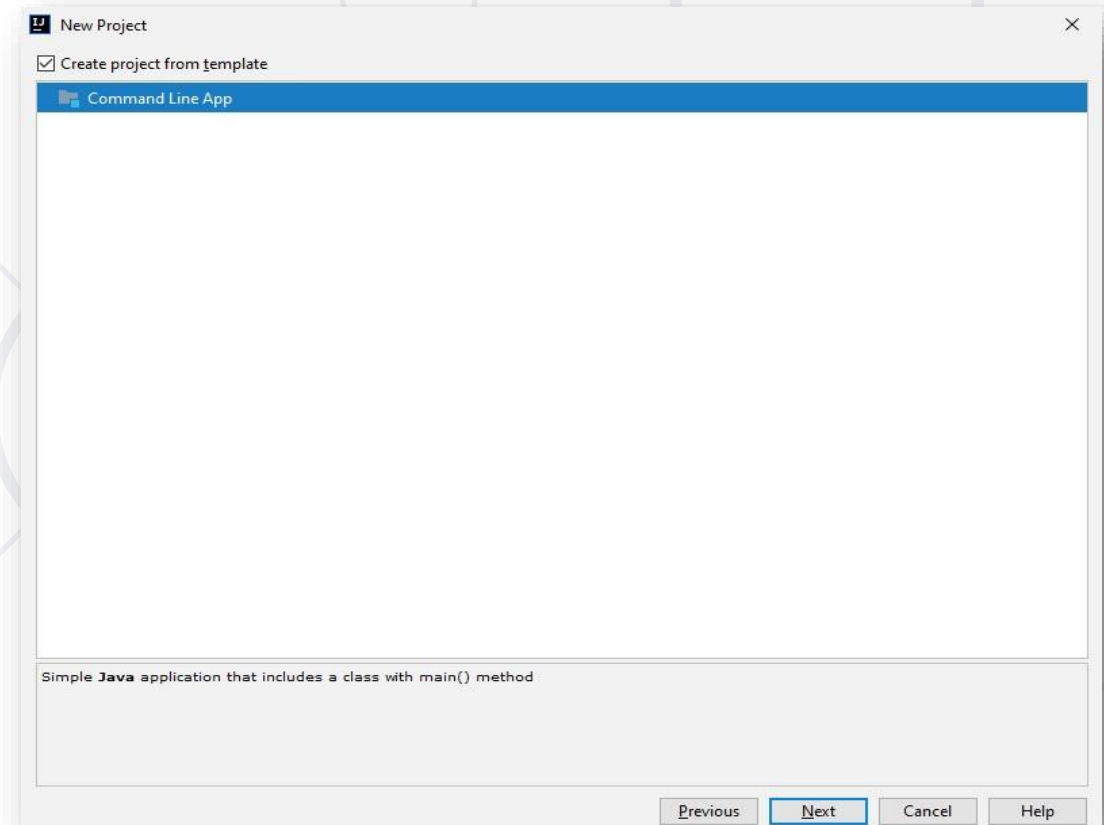 IJ New Project
Create project from template
Command Line App
Simple Java application that includes a class with main() method
Previous Next Cancel Help